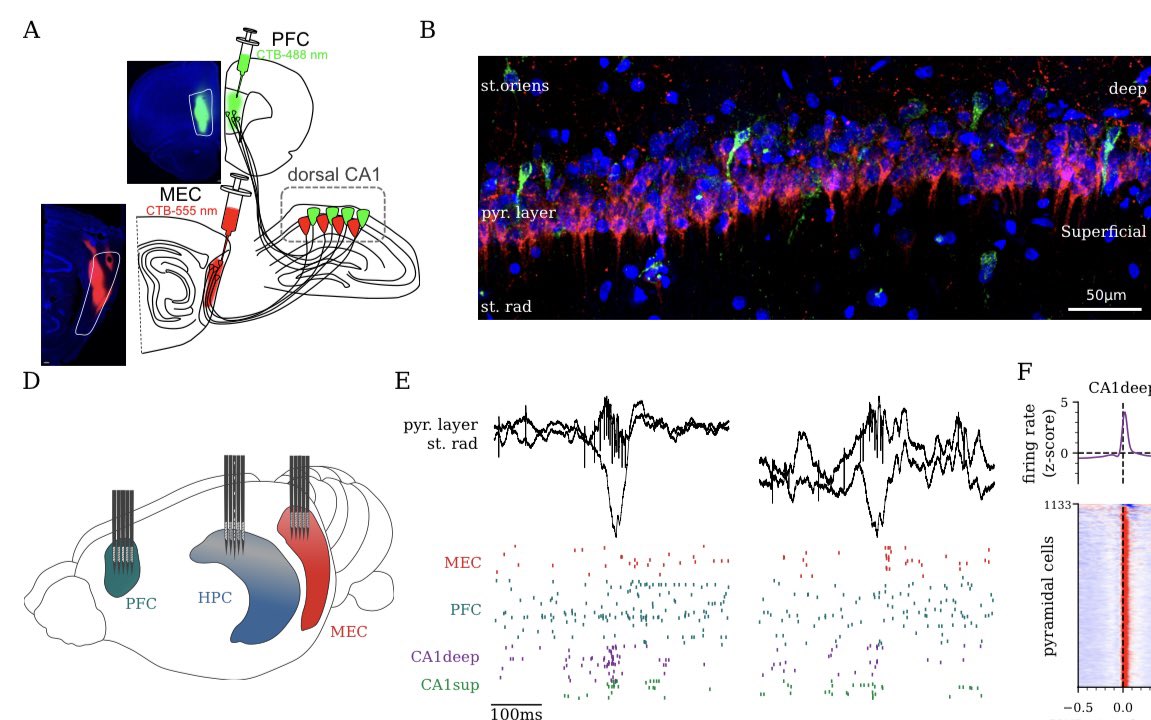 A
PFC
CTB-488 nm
MEC
CTB-555 nm
dorsal CA1
B
st.oriens
deep
pyr. layer
Superficial
st. rad
50µm
D
PFC
HPC
MEC
E
pyr. layer
st. rad
MEC
PFC
CA1deep
CA1sup
100ms
F
CA1deep
firing rate
(z-score)
5
0
1133
pyramidal cells
−0.5 0.0